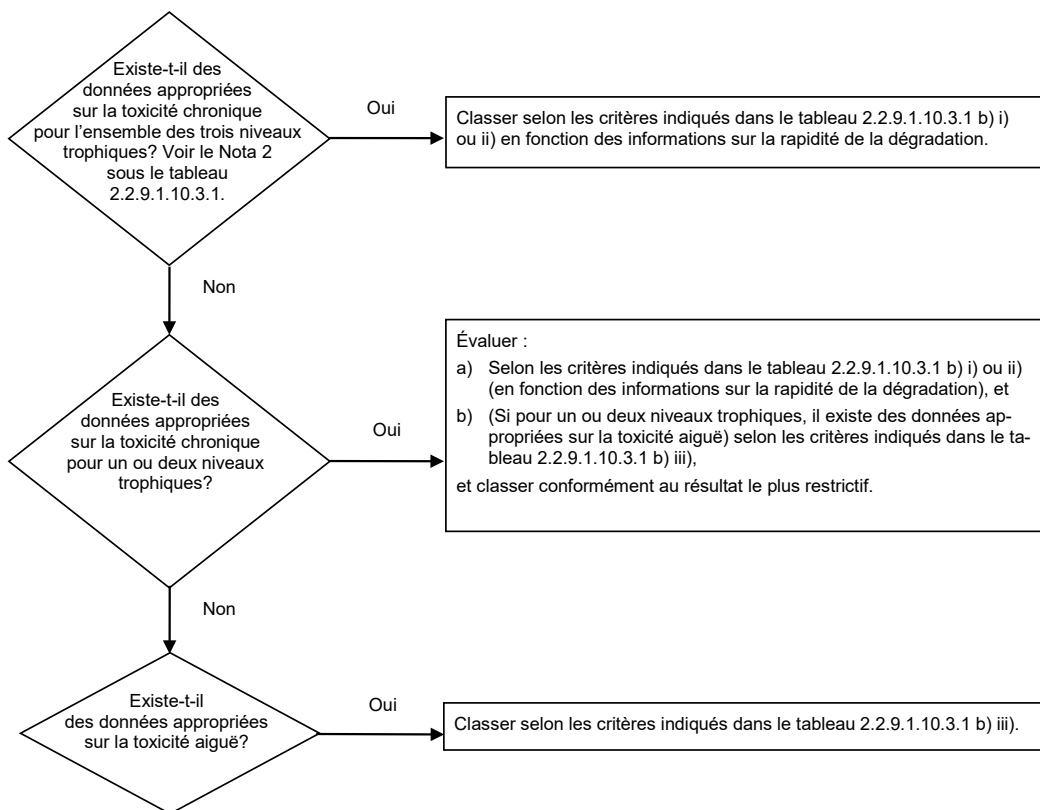 Existe-t-il des
données appropriées
sur la toxicité chronique
pour l'ensemble des trois niveaux
trophiques? Voir le Nota 2
sous le tableau
2.2.9.1.10.3.1.
Oui
Classer selon les critères indiqués dans le tableau 2.2.9.1.10.3.1 b) i)
ou ii) en fonction des informations sur la rapidité de la dégradation.
Non
Existe-t-il des
données appropriées
sur la toxicité chronique
pour un ou deux niveaux
trophiques?
Oui
Évaluer :
a) Selon les critères indiqués dans le tableau 2.2.9.1.10.3.1 b) i) ou ii)
(en fonction des informations sur la rapidité de la dégradation), et
b) (Si pour un ou deux niveaux trophiques, il existe des données ap-
propriées sur la toxicité aiguë) selon les critères indiqués dans le ta-
bleau 2.2.9.1.10.3.1 b) iii),
et classer conformément au résultat le plus restrictif.
Non
Existe-t-il
des données appropriées
sur la toxicité aiguë?
Oui
Classer selon les critères indiqués dans le tableau 2.2.9.1.10.3.1 b) iii).